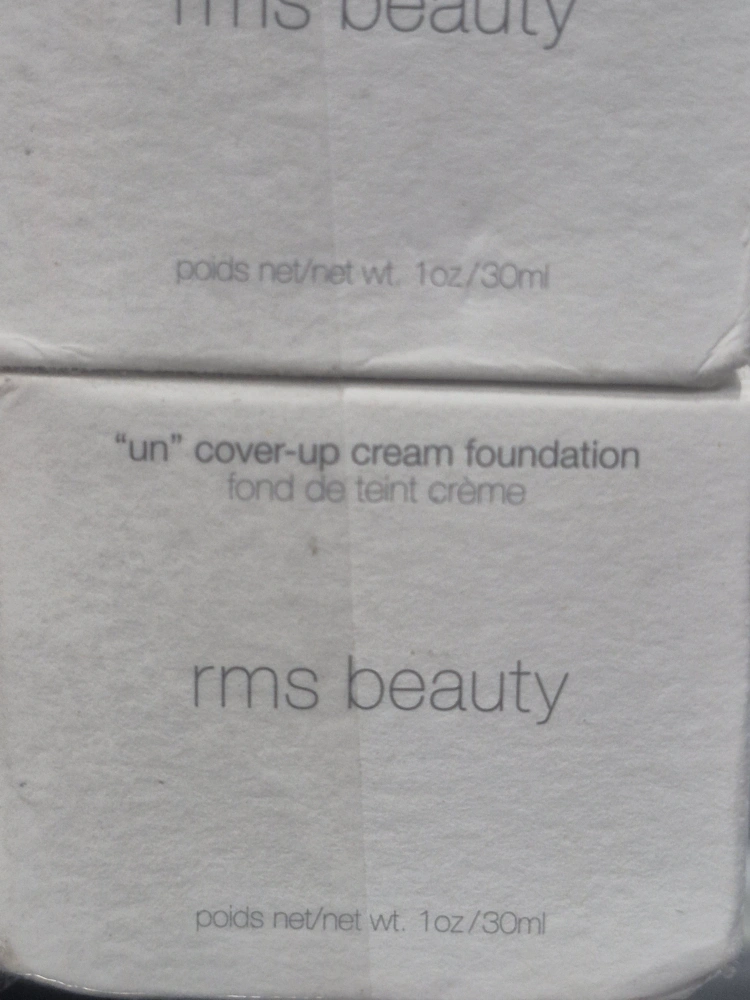 rms beauty
poids net/net wt. 1oz/30ml
“un” cover-up cream foundation
fond de teint crème
rms beauty
poids net/net wt. 1oz/30ml